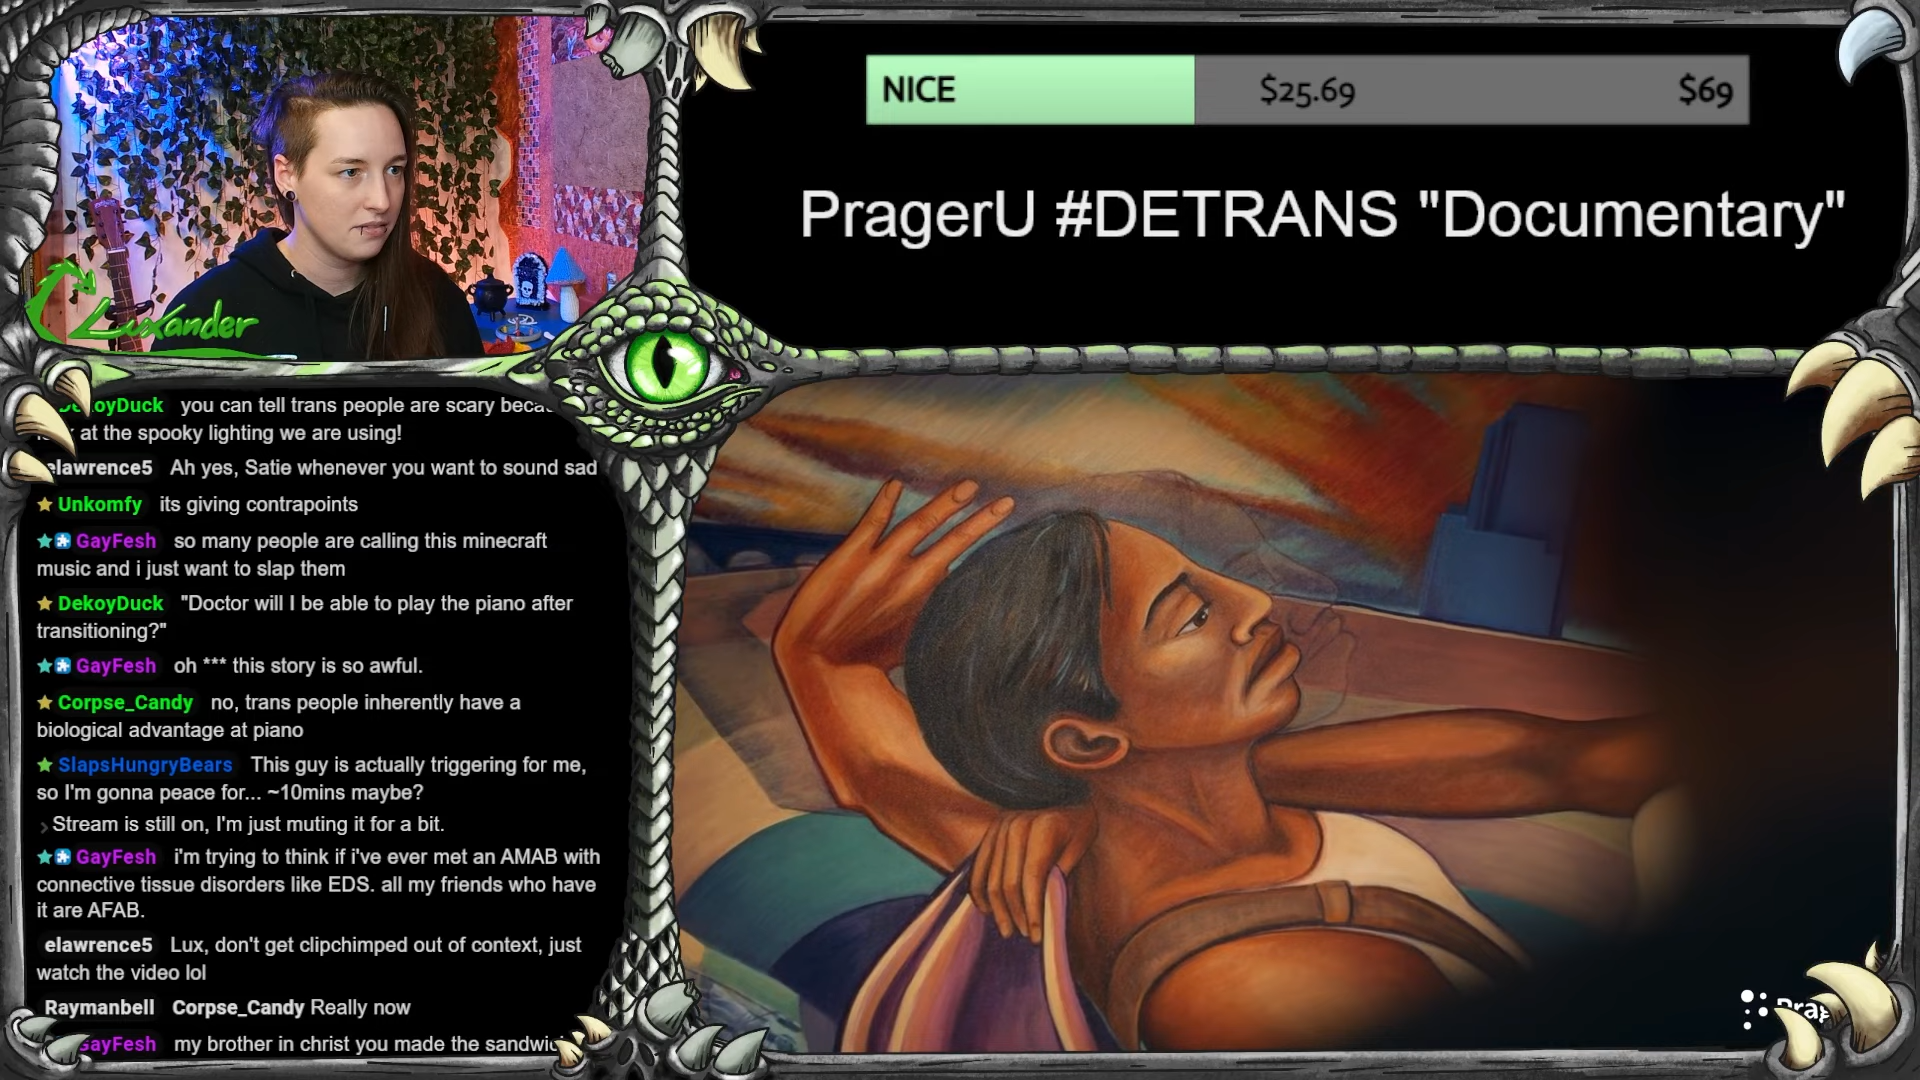 NICE $25.69 $69
PragerU #DETRANS "Documentary"
Luxander
DekoyDuck you can tell trans people are scary
at the spooky lighting we are using!
elawrence5 Ah yes, Satie whenever you want to sound sad
Unkomfy its giving contrapoints
GayFesh so many people are calling this minecraft
music and i just want to slap them
DekoyDuck "Doctor will I be able to play the piano after
transitioning?"
GayFesh oh *** this story is so awful.
Corpse_Candy no, trans people inherently have a
biological advantage at piano
SlapsHungryBears This guy is actually triggering for me,
so I'm gonna peace for... ~10mins maybe?
Stream is still on, I'm just muting it for a bit.
GayFesh i'm trying to think if i've ever met an AMAB with
connective tissue disorders like EDS. all my friends who have
it are AFAB.
elawrence5 Lux, don't get clipchimped out of context, just
watch the video lol
Raymanbell Corpse_Candy Really now
GayFesh my brother in christ you made the